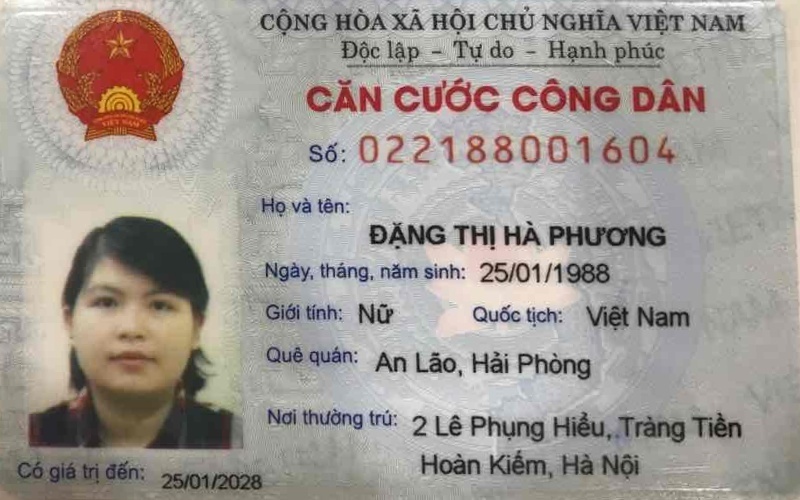 CỘNG HÒA XÃ HỘI CHỦ NGHĨA VIỆT NAM
Độc lập - Tự do - Hạnh phúc
CĂN CƯỚC CÔNG DÂN
Số: 022188001604
Họ và tên:
ĐẶNG THỊ HÀ PHƯƠNG
Ngày, tháng, năm sinh: 25/01/1988
Giới tính: Nữ Quốc tịch: Việt Nam
Quê quán: An Lão, Hải Phòng
Nơi thường trú: 2 Lê Phụng Hiểu, Tràng Tiền
Hoàn Kiếm, Hà Nội
Có giá trị đến: 25/01/2028